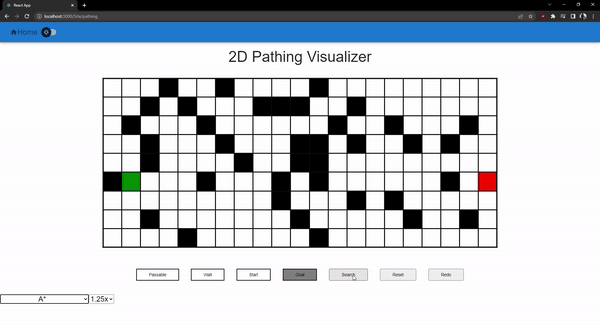 React App
localhost:3000/Site/pathing
Home
2D Pathing Visualizer
Passable Wall Start Goal Search Reset Redo
A* 1.25x